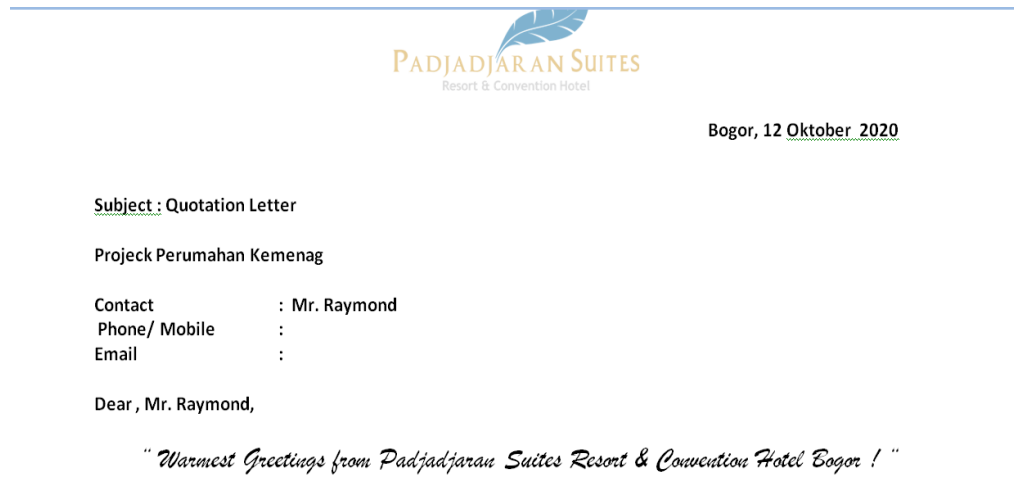 PADJADJARAN SUITES
Resort & Convention Hotel
Bogor, 12 Oktober 2020
Subject : Quotation Letter
Projeck Perumahan Kemenag
Contact : Mr. Raymond
Phone/ Mobile :
Email :
Dear , Mr. Raymond,
" Warmest Greetings from Padjadjaran Suites Resort & Convention Hotel Bogor ! "